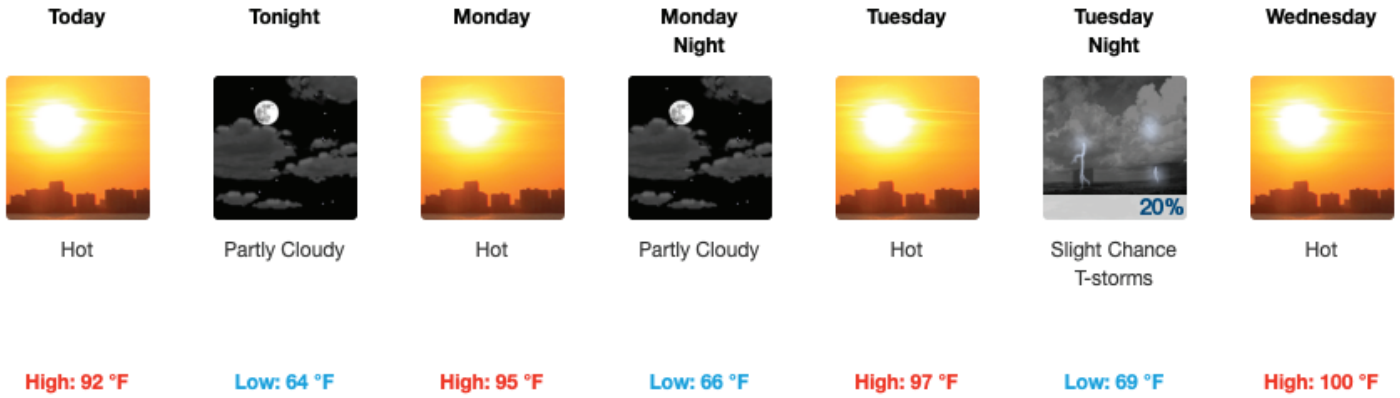 Today
Tonight
Monday
Monday
Night
Tuesday
Tuesday
Night
Wednesday
20%
Hot
Partly Cloudy
Hot
Partly Cloudy
Hot
Slight Chance
T-storms
Hot
High: 92 °F
Low: 64 °F
High: 95 °F
Low: 66 °F
High: 97 °F
Low: 69 °F
High: 100 °F